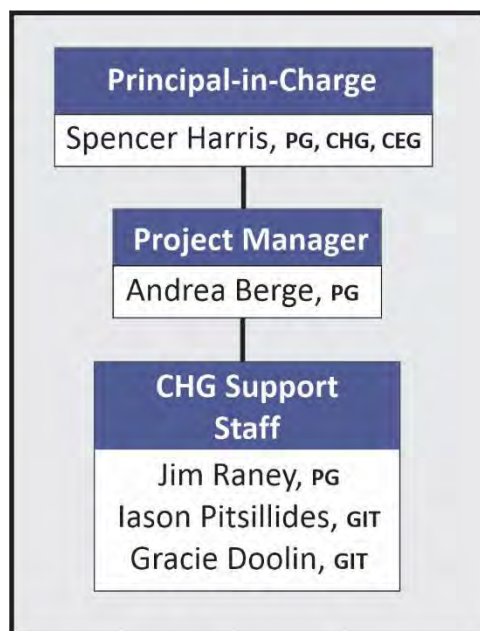 Principal-in-Charge
Spencer Harris, PG, CHG, CEG
Project Manager
Andrea Berge, PG
CHG Support
Staff
Jim Raney, PG
Iason Pitsillides, GIT
Gracie Doolin, GIT